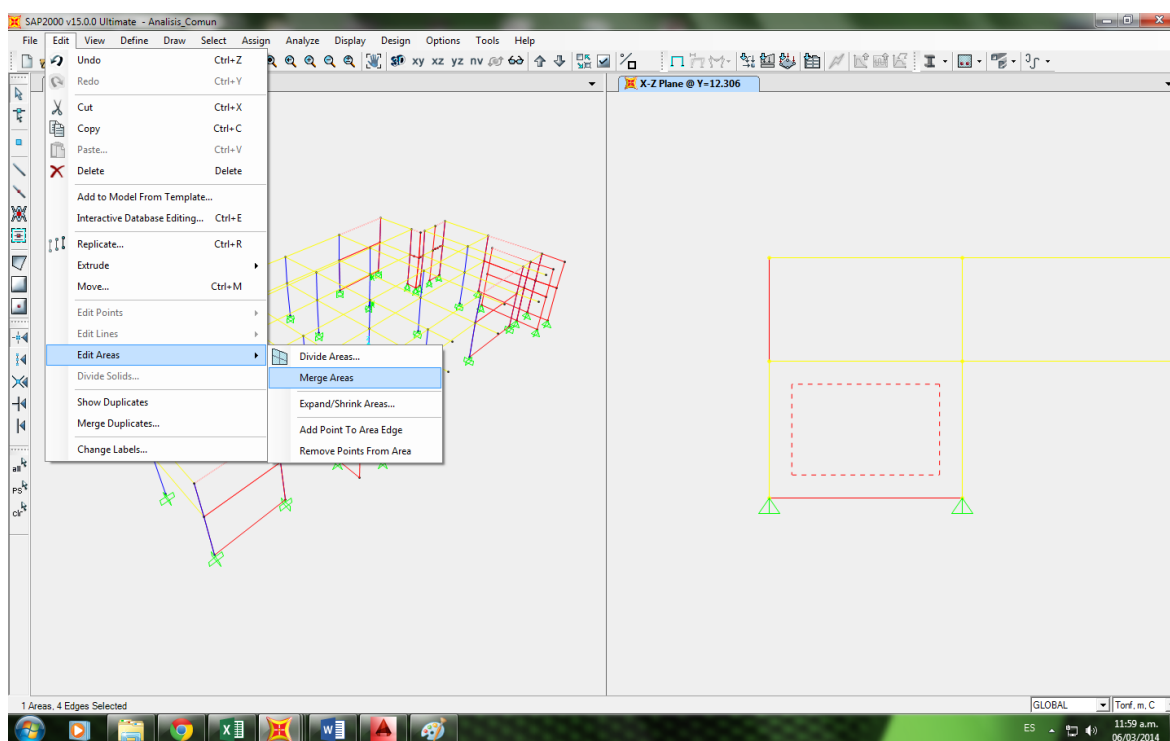 SAP2000 v15.0.0 Ultimate - Analisis_Comun
File Edit View Define Draw Select Assign Analyze Display Design Options Tools Help
xy xz yz nv
X-Z Plane @ Y=12.306
Undo Ctrl+Z
Redo Ctrl+Y
Cut Ctrl+X
Copy Ctrl+C
Paste... Ctrl+V
Delete Delete
Add to Model From Template...
Interactive Database Editing... Ctrl+E
Replicate... Ctrl+R
Extrude
Move... Ctrl+M
Edit Points
Edit Lines
Edit Areas
Divide Solids...
Show Duplicates
Merge Duplicates...
Change Labels...
Divide Areas...
Merge Areas
Expand/Shrink Areas...
Add Point To Area Edge
Remove Points From Area
all
PS
clr
1 Areas, 4 Edges Selected
GLOBAL
Tonf, m, C
ES
11:59 a.m.
06/03/2014